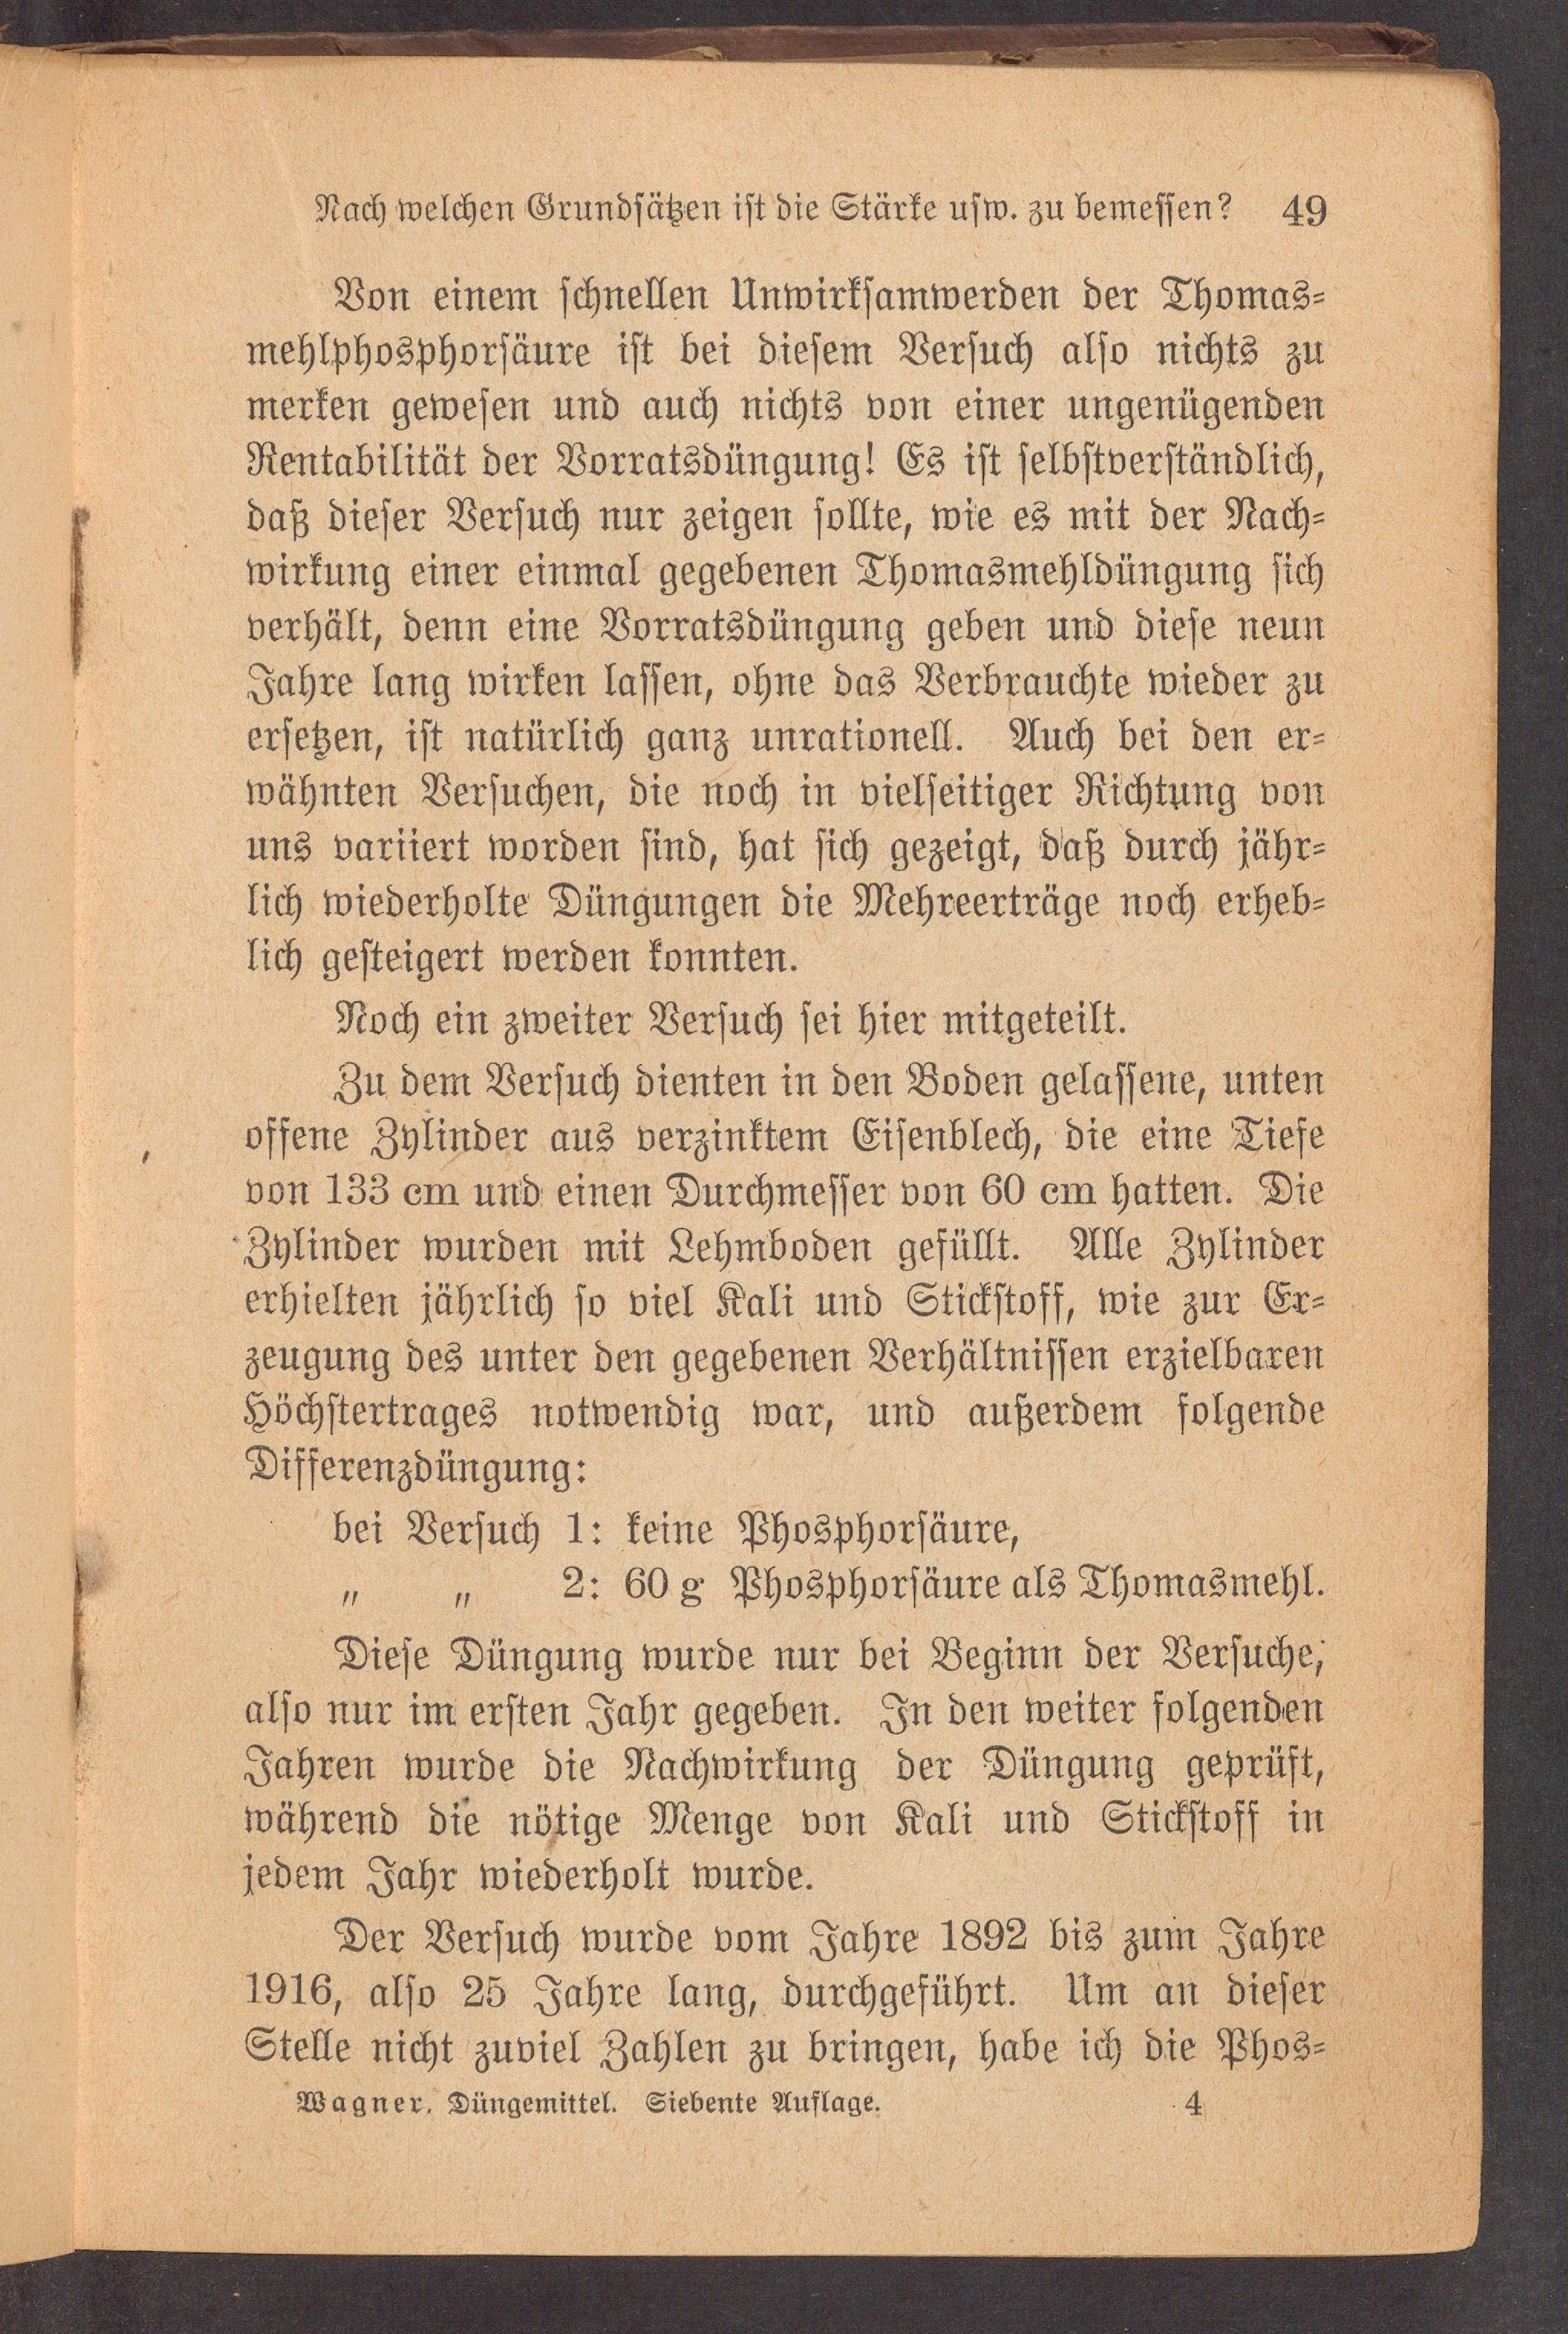 Nach welchen Grundsätzen ist die Stärke usw. zu bemessen? 49
Von einem schnellen Unwirksamwerden der Thomas-
mehlphosphorsäure ist bei diesem Versuch also nichts zu
merken gewesen und auch nichts von einer ungenügenden
Rentabilität der Vorratsdüngung! Es ist selbstverständlich,
daß dieser Versuch nur zeigen sollte, wie es mit der Nach-
wirkung einer einmal gegebenen Thomasmehldüngung sich
verhält, denn eine Vorratsdüngung geben und diese neun
Jahre lang wirken lassen, ohne das Verbrauchte wieder zu
ersetzen, ist natürlich ganz unrationell. Auch bei den er-
wähnten Versuchen, die noch in vielseitiger Richtung von
uns variiert worden sind, hat sich gezeigt, daß durch jähr-
lich wiederholte Düngungen die Mehreerträge noch erheb-
lich gesteigert werden konnten.
Noch ein zweiter Versuch sei hier mitgeteilt.
Zu dem Versuch dienten in den Boden gelassene, unten
offene Zylinder aus verzinktem Eisenblech, die eine Tiefe
von 133 cm und einen Durchmesser von 60 cm hatten. Die
Zylinder wurden mit Lehmboden gefüllt. Alle Zylinder
erhielten jährlich so viel Kali und Stickstoff, wie zur Er-
zeugung des unter den gegebenen Verhältnissen erzielbaren
Höchstertrages notwendig war, und außerdem folgende
Differenzdüngung:
bei Versuch 1: keine Phosphorsäure,
„ „ 2: 60 g Phosphorsäure als Thomasmehl.
Diese Düngung wurde nur bei Beginn der Versuche,
also nur im ersten Jahr gegeben. In den weiter folgenden
Jahren wurde die Nachwirkung der Düngung geprüft,
während die nötige Menge von Kali und Stickstoff in
jedem Jahr wiederholt wurde.
Der Versuch wurde vom Jahre 1892 bis zum Jahre
1916, also 25 Jahre lang, durchgeführt. Um an dieser
Stelle nicht zuviel Zahlen zu bringen, habe ich die Phos-
Wagner, Düngemittel. Siebente Auflage. 4